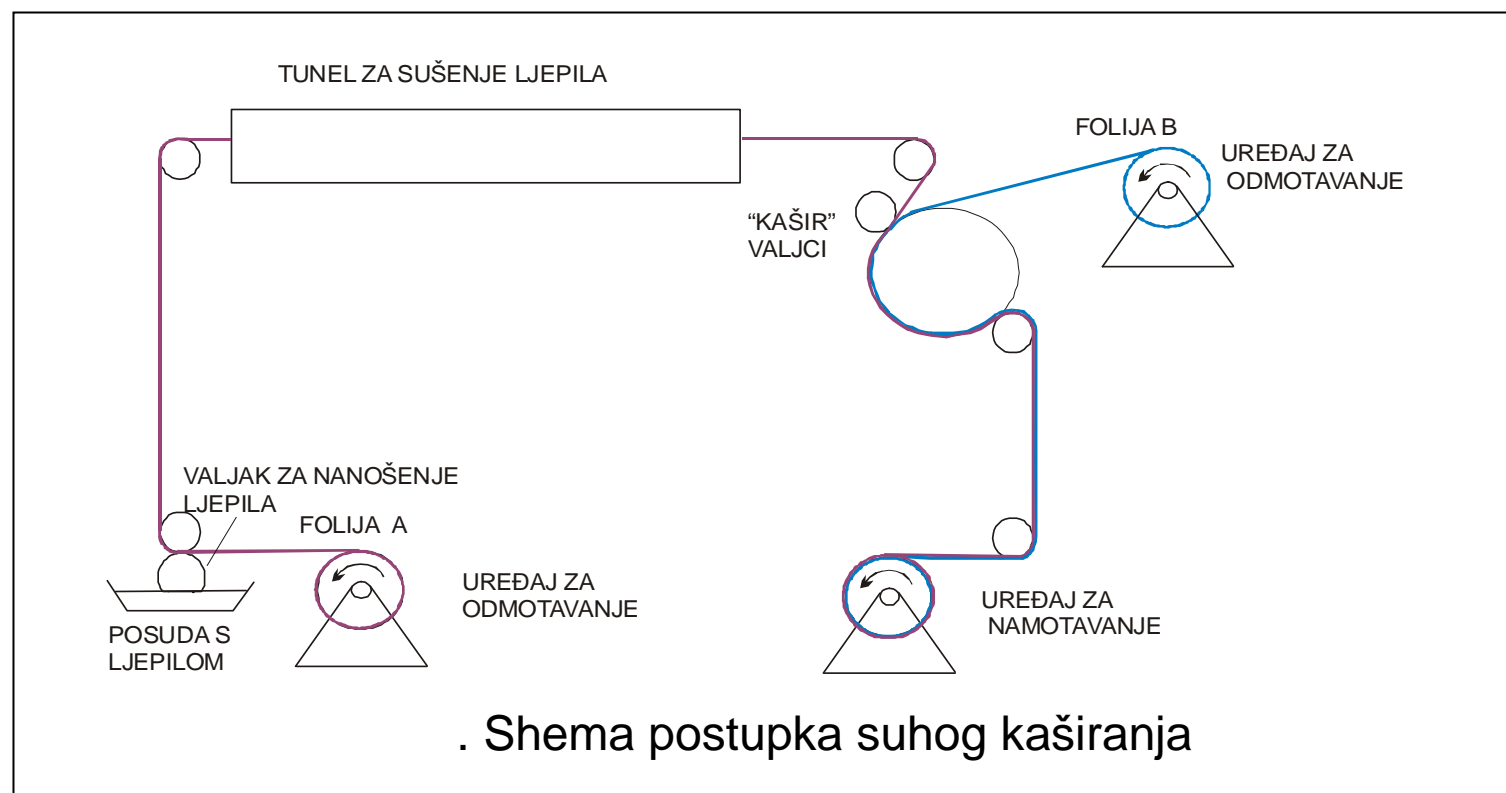 TUNEL ZA SUŠENJE LJEPILA
FOLIJA B
UREĐAJ ZA
ODMOTAVANJE
“KAŠIR”
VALJCI
VALJAK ZA NANOŠENJE
LJEPILA
FOLIJA A
UREĐAJ ZA
ODMOTAVANJE
POSUDA S
LJEPILOM
UREĐAJ ZA
NAMOTAVANJE
. Shema postupka suhog kaširanja